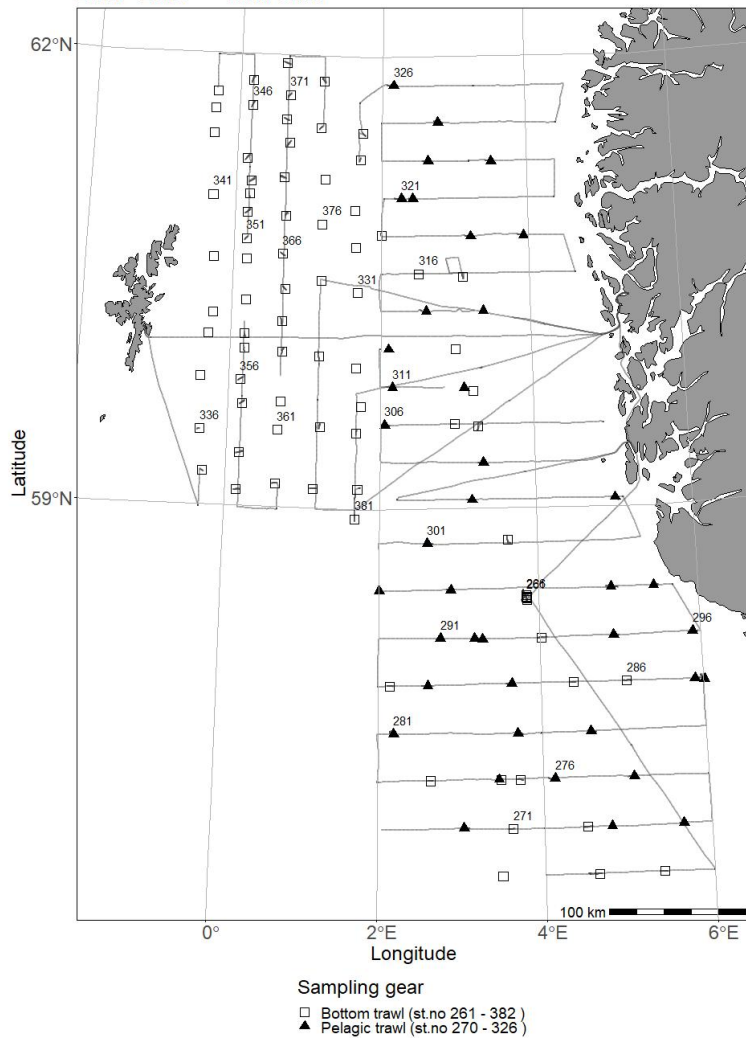 62°N
326
371
346
321
341
376
351
366
316
331
356
311
306
336
361
59°N
381
301
261
266
291
296
286
281
276
271
100 km
0°
2°E
4°E
6°E
Latitude
Longitude
Sampling gear
Bottom trawl (st.no 261 - 382 )
Pelagic trawl (st.no 270 - 326 )